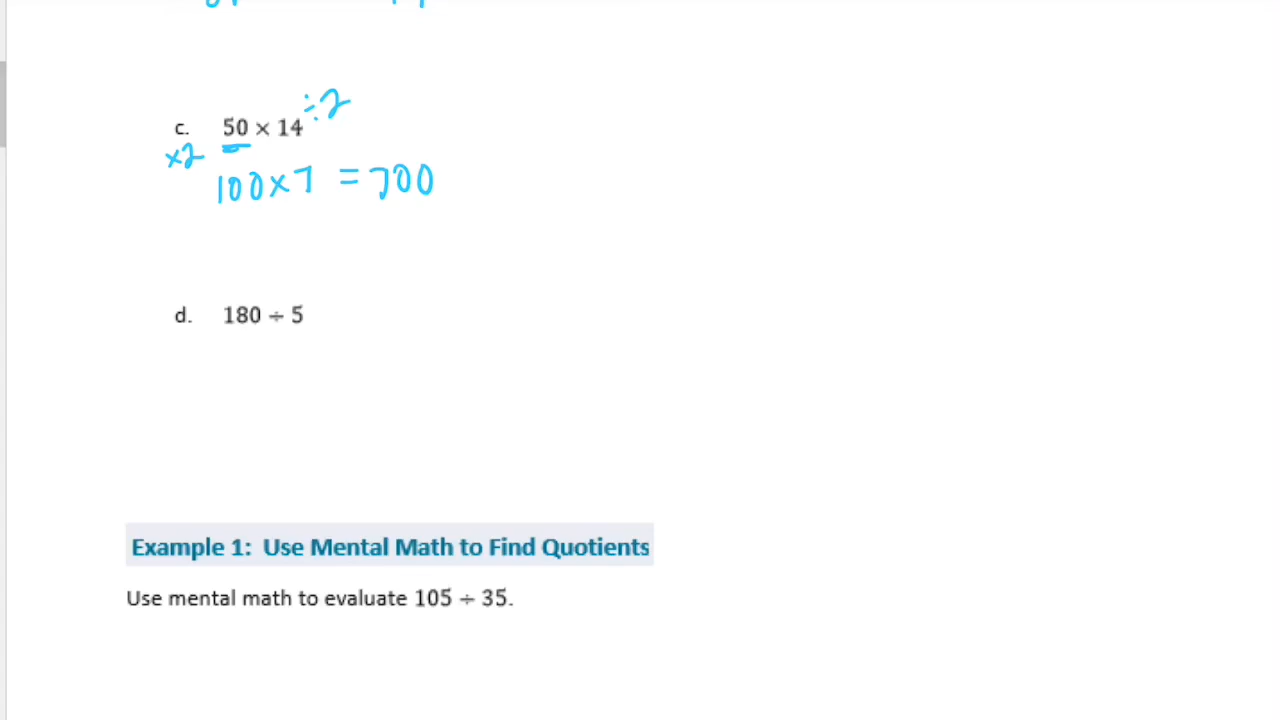 ÷2
c. 50 × 14
×2
100×7 = 700
d. 180 ÷ 5
Example 1: Use Mental Math to Find Quotients
Use mental math to evaluate 105 ÷ 35.